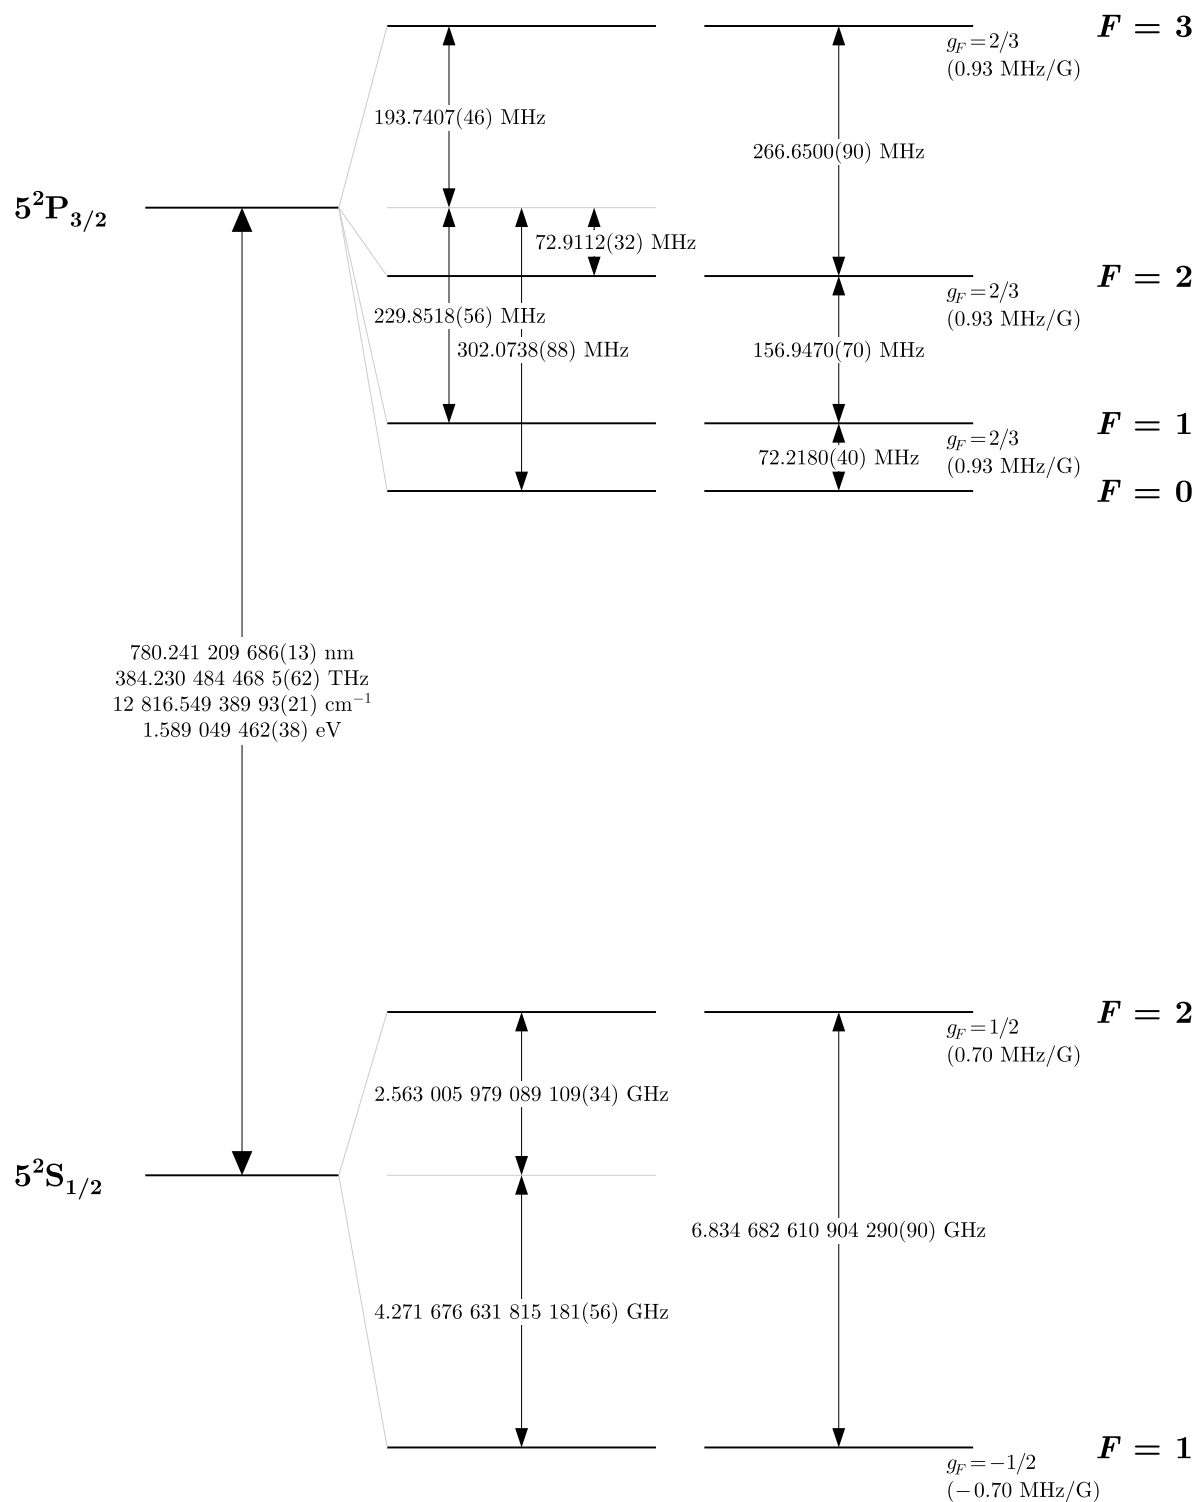 F = 3
g_F = 2/3
(0.93 MHz/G)
193.7407(46) MHz
266.6500(90) MHz
5²P₃/₂
72.9112(32) MHz
F = 2
g_F = 2/3
(0.93 MHz/G)
229.8518(56) MHz
302.0738(88) MHz
156.9470(70) MHz
F = 1
g_F = 2/3
(0.93 MHz/G)
72.2180(40) MHz
F = 0
780.241 209 686(13) nm
384.230 484 468 5(62) THz
12 816.549 389 93(21) cm⁻¹
1.589 049 462(38) eV
F = 2
g_F = 1/2
(0.70 MHz/G)
2.563 005 979 089 109(34) GHz
5²S₁/₂
6.834 682 610 904 290(90) GHz
4.271 676 631 815 181(56) GHz
F = 1
g_F = −1/2
(−0.70 MHz/G)